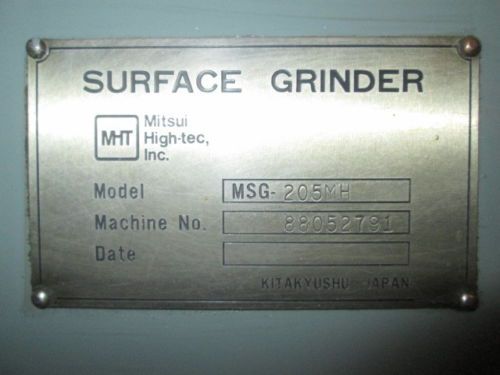 SURFACE GRINDER
MHT
Mitsui
High-tec,
Inc.
Model MSG-205MH
Machine No. 88052791
Date
KITAKYUSHU JAPAN